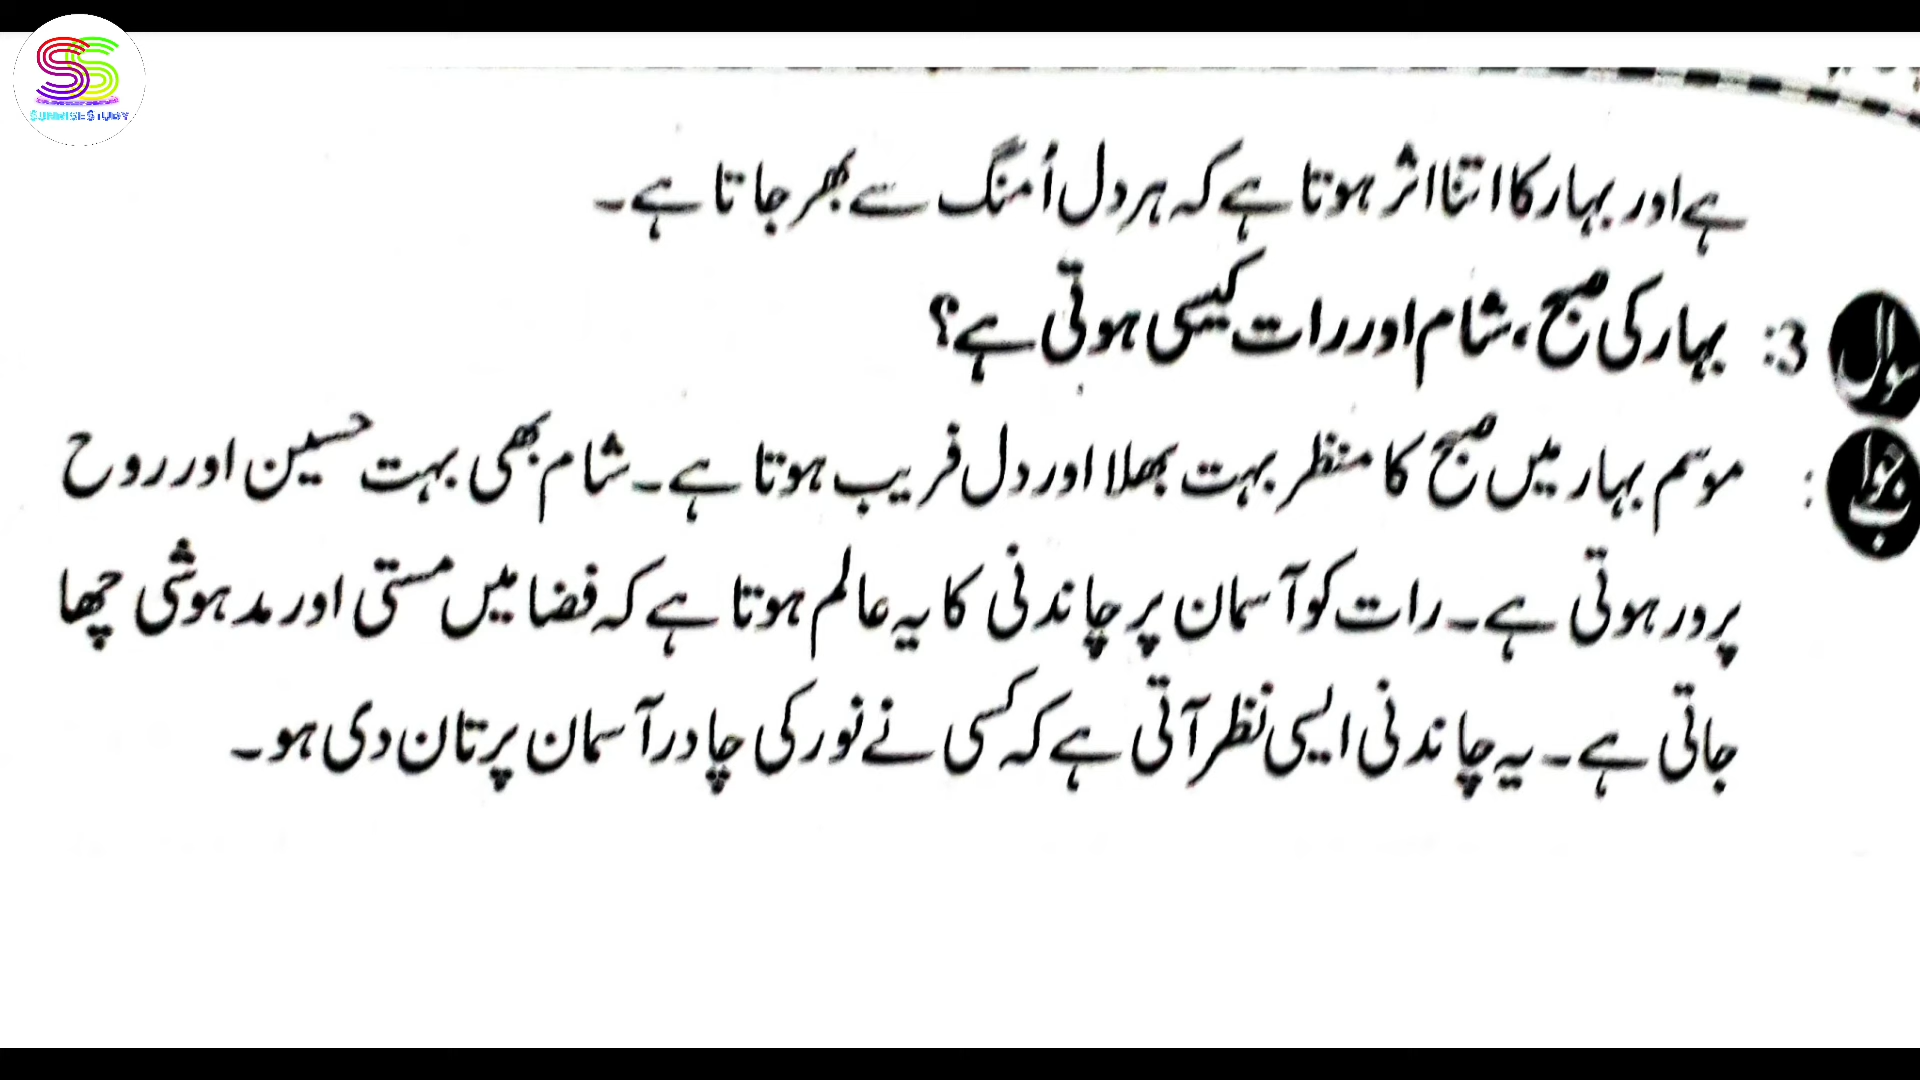 SUNRISE STUDY
ہے اور بہار کا اتنا اثر ہوتا ہے کہ ہر دل اُمنگ سے بھر جاتا ہے۔
سوال 3: بہار کی صبح، شام اور رات کیسی ہوتی ہے؟
جواب: موسم بہار میں صبح کا منظر بہت بھلا اور دل فریب ہوتا ہے۔ شام بھی بہت حسین اور روح
پرور ہوتی ہے۔ رات کو آسمان پر چاندنی کا یہ عالم ہوتا ہے کہ فضا میں مستی اور مدہوشی چھا
جاتی ہے۔ یہ چاندنی ایسی نظر آتی ہے کہ کسی نے نور کی چادر آسمان پر تان دی ہو۔